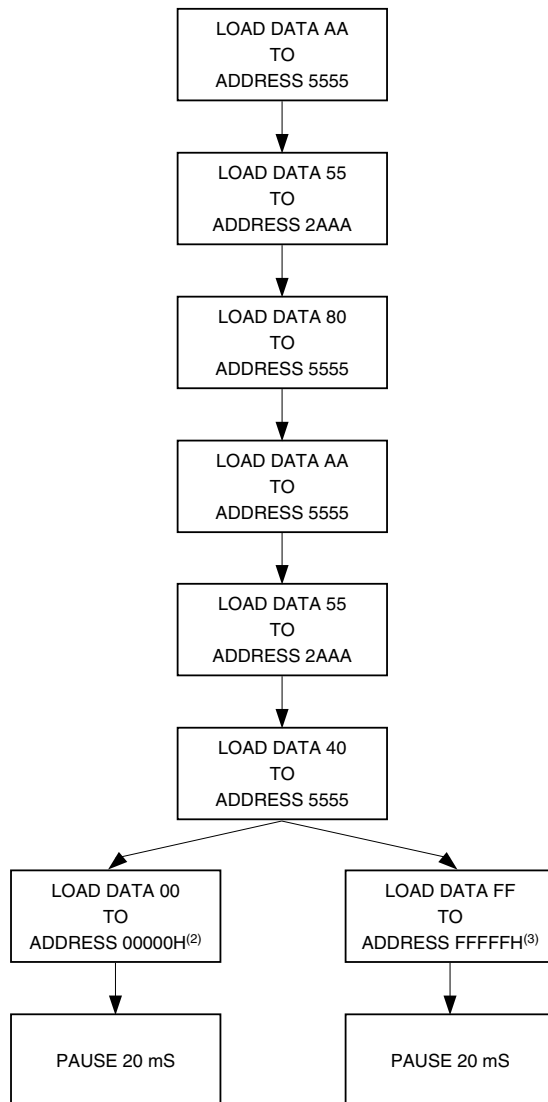 LOAD DATA AA
TO
ADDRESS 5555
LOAD DATA 55
TO
ADDRESS 2AAA
LOAD DATA 80
TO
ADDRESS 5555
LOAD DATA AA
TO
ADDRESS 5555
LOAD DATA 55
TO
ADDRESS 2AAA
LOAD DATA 40
TO
ADDRESS 5555
LOAD DATA 00
TO
ADDRESS 00000H(2)
PAUSE 20 mS
LOAD DATA FF
TO
ADDRESS FFFFFH(3)
PAUSE 20 mS